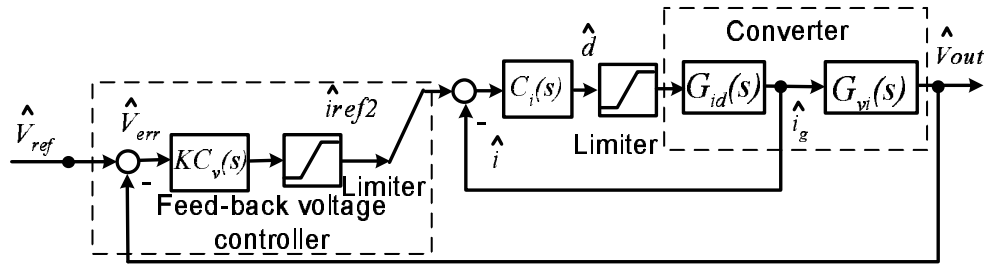 Converter
V̂ref
V̂err
KCv(s)
îref2
Limiter
Feed-back voltage
controller
-
Ci(s)
d̂
Limiter
Gid(s)
îg
Gvi(s)
V̂out
-
î